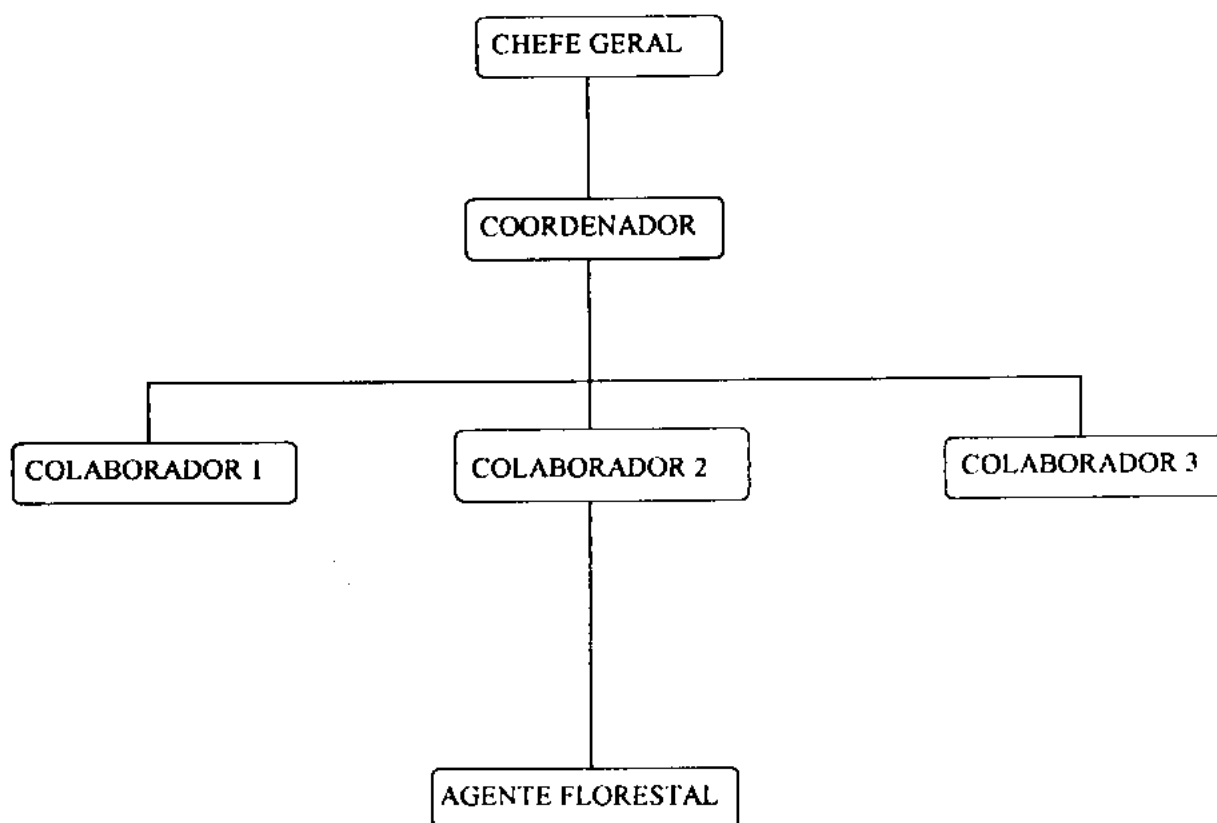 CHEFE GERAL
COORDENADOR
COLABORADOR 1
COLABORADOR 2
COLABORADOR 3
AGENTE FLORESTAL